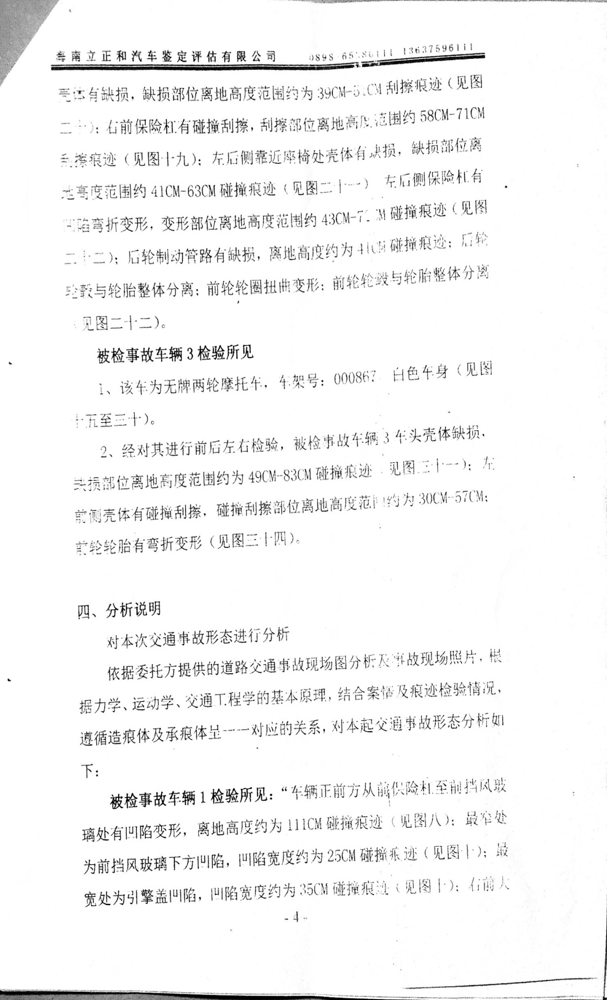 海南立正和汽车鉴定评估有限公司 13637596111
壳体有缺损，缺损部位离地高度范围约为39CM-CM刮擦痕迹（见图
二十）；右前保险杠有碰撞刮擦，刮擦部位离地高度范围约58CM-71CM
刮擦痕迹（见图十九）；左后侧靠近座椅处壳体有缺损，缺损部位离
地高度范围约41CM-63CM碰撞痕迹（见图二十一） 左后侧保险杠有
凹陷弯折变形，变形部位离地高度范围约43CM-7CM碰撞痕迹（见图
二十二）；后轮制动管路有缺损，离地高度约为41CM碰撞痕迹；后轮
轮毂与轮胎整体分离；前轮轮圈扭曲变形；前轮轮毂与轮胎整体分离
（见图二十二）。
被检事故车辆3检验所见
1、该车为无牌两轮摩托车，车架号：000867 白色车身（见图
十五至三十）。
2、经对其进行前后左右检验，被检事故车辆3车头壳体缺损，
缺损部位离地高度范围约为49CM-83CM碰撞痕迹 见图三十一）；左
前侧壳体有碰撞刮擦，碰撞刮擦部位离地高度范围约为30CM-57CM；
前轮轮胎有弯折变形（见图三十四）。
四、分析说明
对本次交通事故形态进行分析
依据委托方提供的道路交通事故现场图分析及事故现场照片，根
据力学、运动学、交通工程学的基本原理，结合案情及痕迹检验情况，
遵循造痕体及承痕体呈一一对应的关系，对本起交通事故形态分析如
下：
被检事故车辆1检验所见：“车辆正前方从前保险杠至前挡风玻
璃处有凹陷变形，离地高度约为111CM碰撞痕迹（见图八）；最窄处
为前挡风玻璃下方凹陷，凹陷宽度约为25CM碰撞痕迹（见图十）；最
宽处为引擎盖凹陷，凹陷宽度约为35CM碰撞痕迹（见图十）；右前大
- 4 -